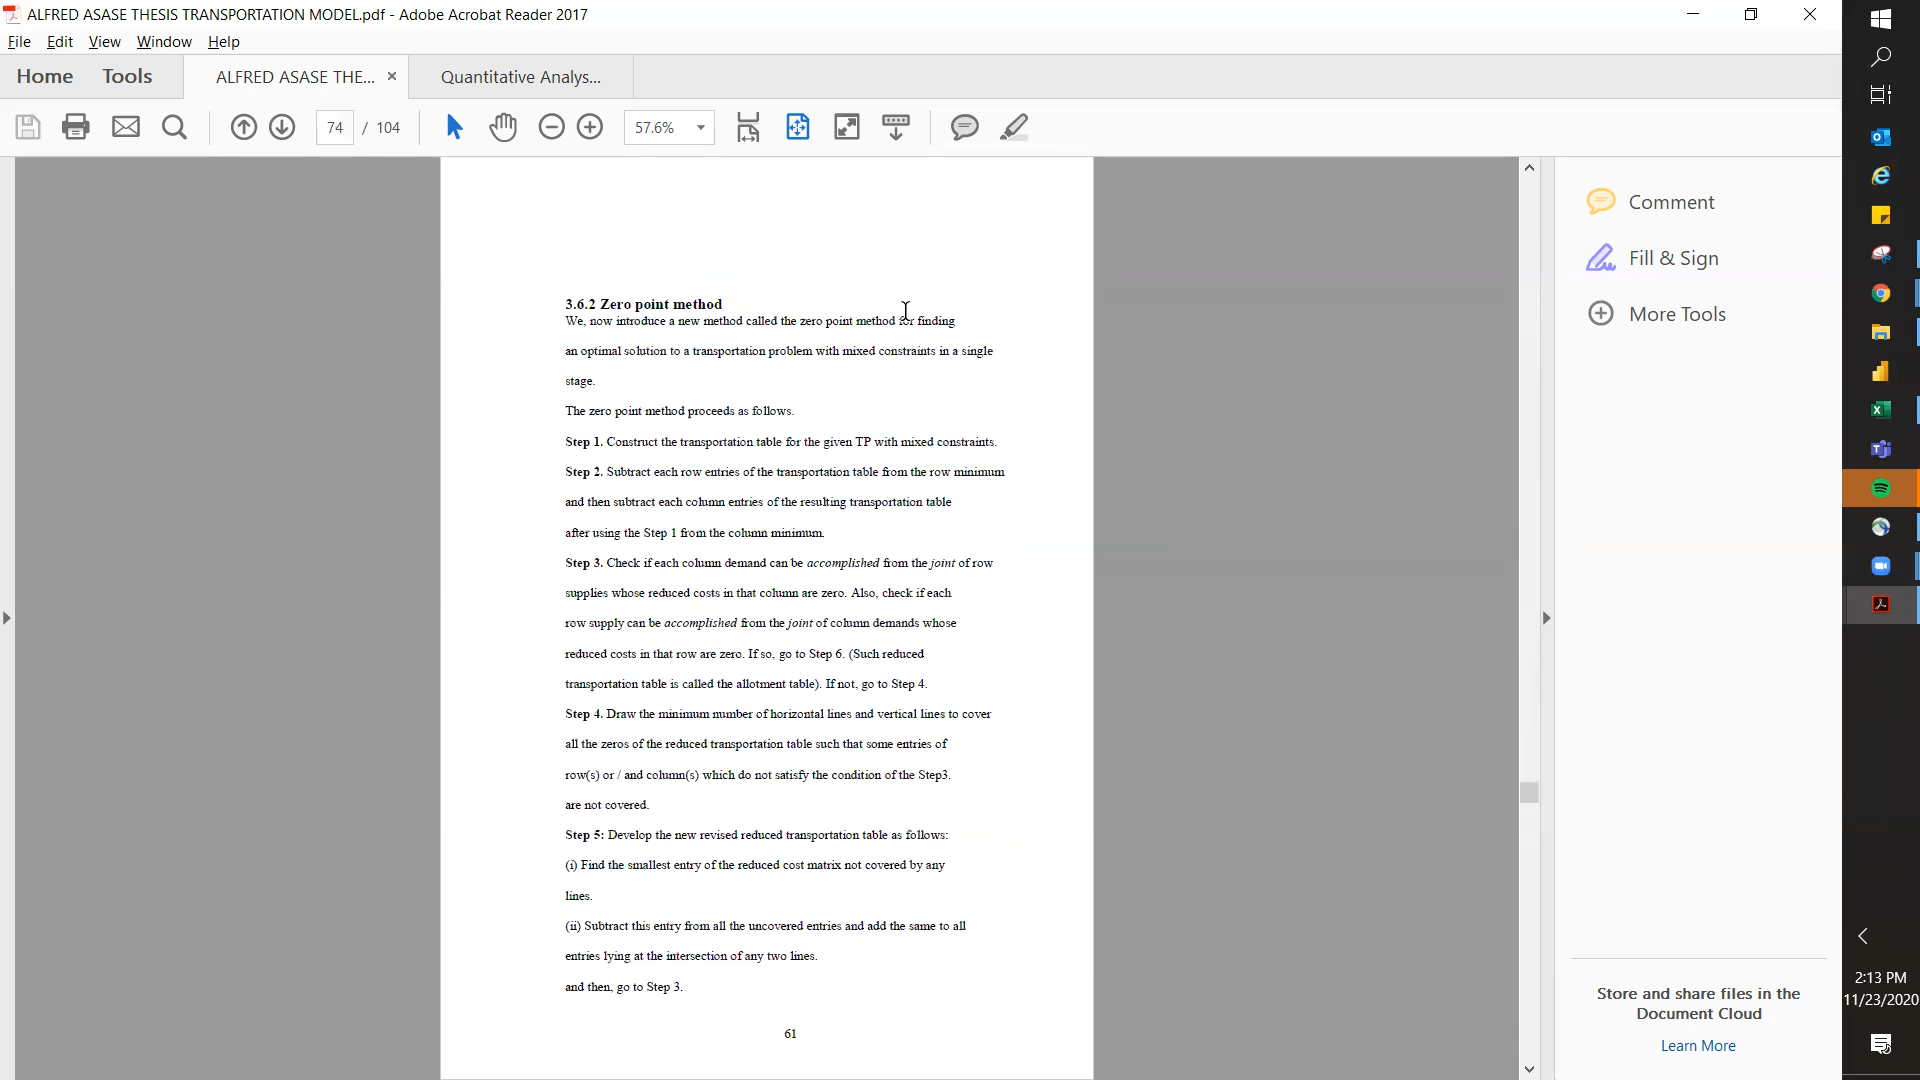 ALFRED ASASE THESIS TRANSPORTATION MODEL.pdf - Adobe Acrobat Reader 2017
File Edit View Window Help
Home Tools ALFRED ASASE THE... × Quantitative Analys...
74 / 104 57.6%
3.6.2 Zero point method
We, now introduce a new method called the zero point method for finding
an optimal solution to a transportation problem with mixed constraints in a single
stage.
The zero point method proceeds as follows.
Step 1. Construct the transportation table for the given TP with mixed constraints.
Step 2. Subtract each row entries of the transportation table from the row minimum
and then subtract each column entries of the resulting transportation table
after using the Step 1 from the column minimum.
Step 3. Check if each column demand can be accomplished from the joint of row
supplies whose reduced costs in that column are zero. Also, check if each
row supply can be accomplished from the joint of column demands whose
reduced costs in that row are zero. If so, go to Step 6. (Such reduced
transportation table is called the allotment table). If not, go to Step 4.
Step 4. Draw the minimum number of horizontal lines and vertical lines to cover
all the zeros of the reduced transportation table such that some entries of
row(s) or / and column(s) which do not satisfy the condition of the Step3.
are not covered.
Step 5: Develop the new revised reduced transportation table as follows:
(i) Find the smallest entry of the reduced cost matrix not covered by any
lines.
(ii) Subtract this entry from all the uncovered entries and add the same to all
entries lying at the intersection of any two lines.
and then, go to Step 3.
61
Comment
Fill & Sign
More Tools
Store and share files in the
Document Cloud
Learn More
2:13 PM
11/23/2020